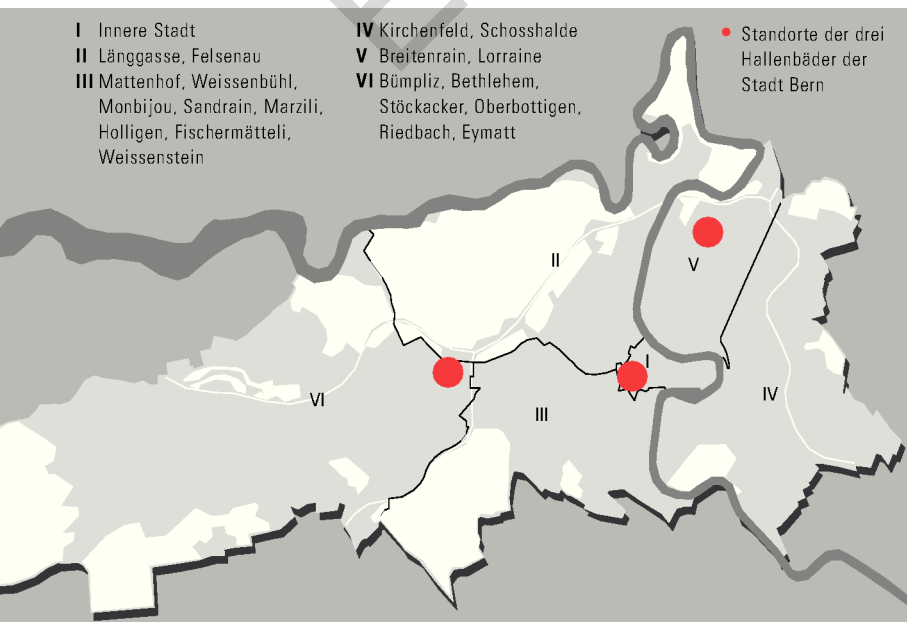 I Innere Stadt
II Länggasse, Felsenau
III Mattenhof, Weissenbühl,
Monbijou, Sandrain, Marzili,
Holligen, Fischermätteli,
Weissenstein
IV Kirchenfeld, Schosshalde
V Breitenrain, Lorraine
VI Bümpliz, Bethlehem,
Stöckacker, Oberbottigen,
Riedbach, Eymatt
Standorte der drei
Hallenbäder der
Stadt Bern
II
V
I
VI
III
IV